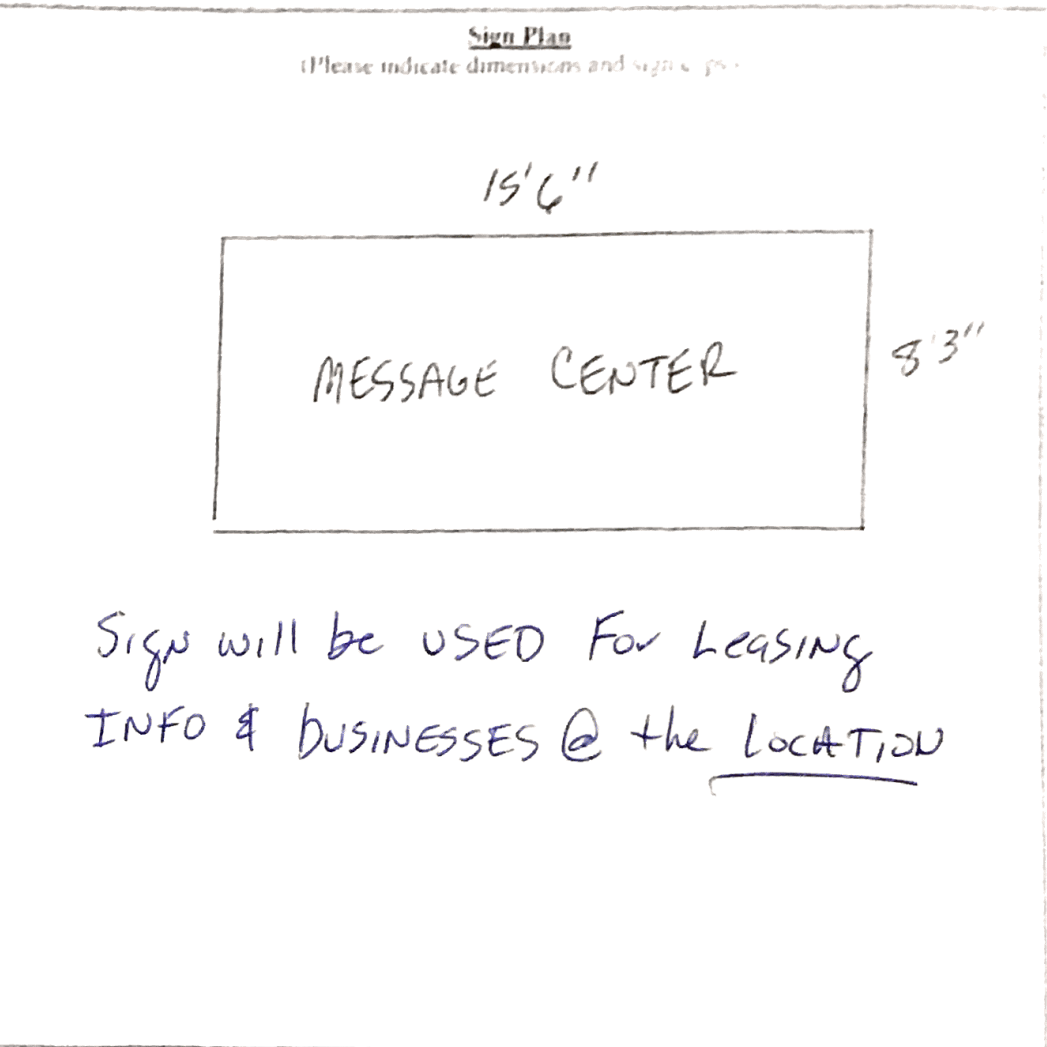 Sign Plan
(Please indicate dimensions and sign
15'6"
MESSAGE CENTER
8'3"
Sign will be USED For Leasing
INFO & businesses @ the Location